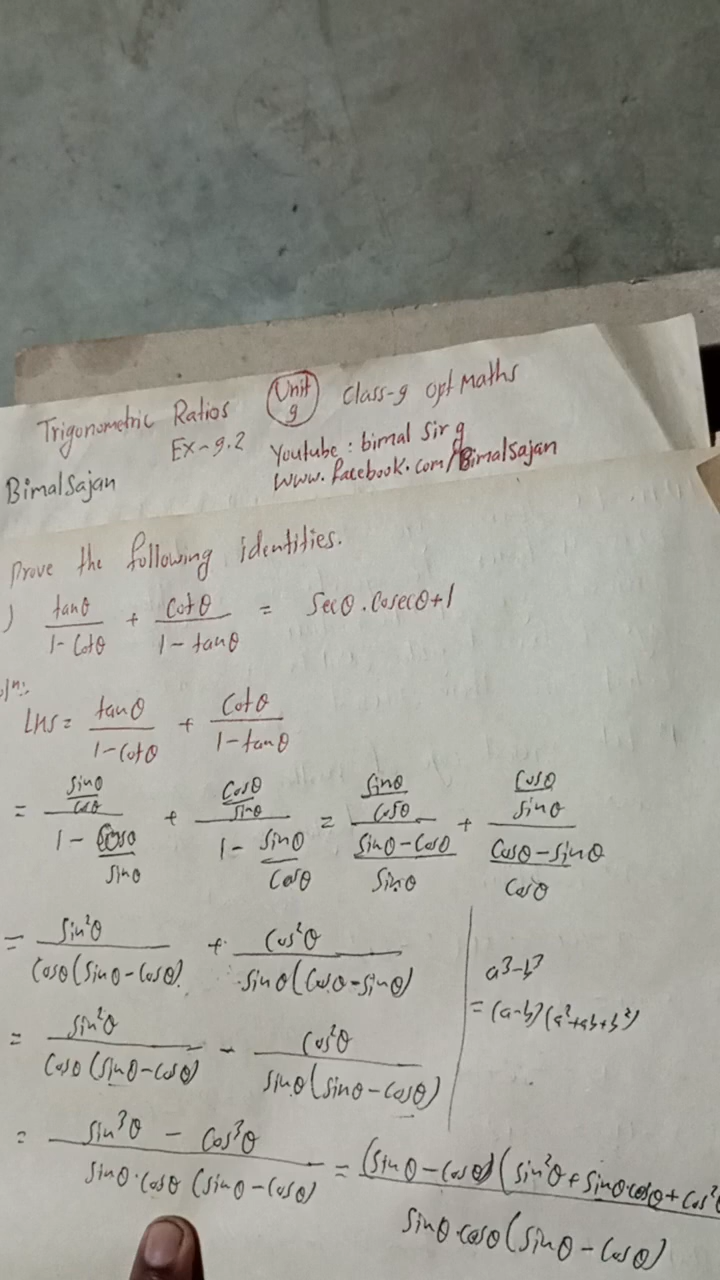 Trigonometric Ratios Unit 9 Class-9 opt Maths
Ex-9.2 Youtube: bimal Sir g
BimalSajan www.facebook.com/BimalSajan
Prove the following identities.
) tanθ/(1-Cotθ) + Cotθ/(1-tanθ) = Secθ.Cosecθ+1
LHS = tanθ/(1-Cotθ) + Cotθ/(1-tanθ)
= (Sinθ/Cosθ)/(1-Cosθ/Sinθ) + (Cosθ/Sinθ)/(1-Sinθ/Cosθ) = (Sinθ/Cosθ)/((Sinθ-Cosθ)/Sinθ) + (Cosθ/Sinθ)/((Cosθ-Sinθ)/Cosθ)
= Sin²θ/(Cosθ(Sinθ-Cosθ)) + Cos²θ/(Sinθ(Cosθ-Sinθ))
a³-b³
= (a-b)(a²+ab+b²)
= Sin²θ/(Cosθ(Sinθ-Cosθ)) - Cos²θ/(Sinθ(Sinθ-Cosθ))
= (Sin³θ - Cos³θ)/(Sinθ.Cosθ(Sinθ-Cosθ)) = (Sinθ-Cosθ)(Sin²θ+Sinθ.Cosθ+Cos²θ/(Sinθ.Cosθ(Sinθ-Cosθ))